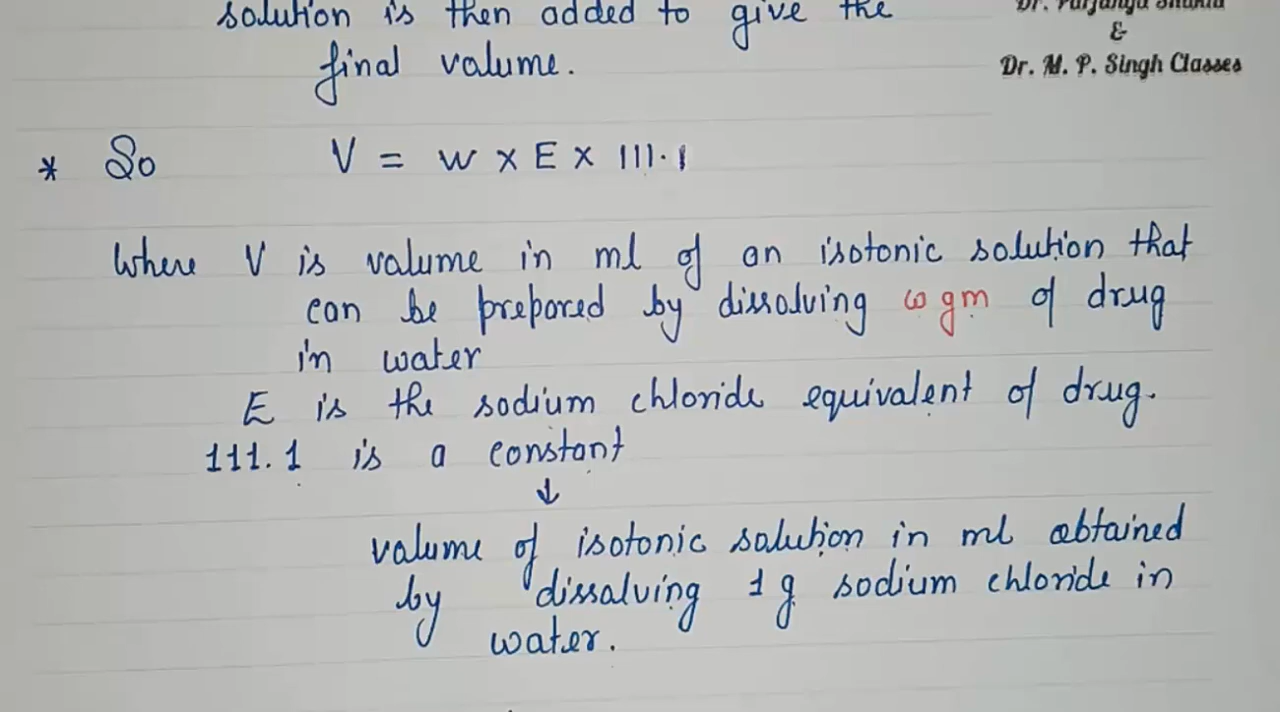 solution is then added to give the
final volume.
&
Dr. M. P. Singh Classes
* So V = w x E x 111.1
Where V is volume in ml of an isotonic solution that
can be prepared by dissolving w gm of drug
in water
E is the sodium chloride equivalent of drug.
111.1 is a constant
↓
volume of isotonic solution in ml obtained
by dissolving 1 g sodium chloride in
water.